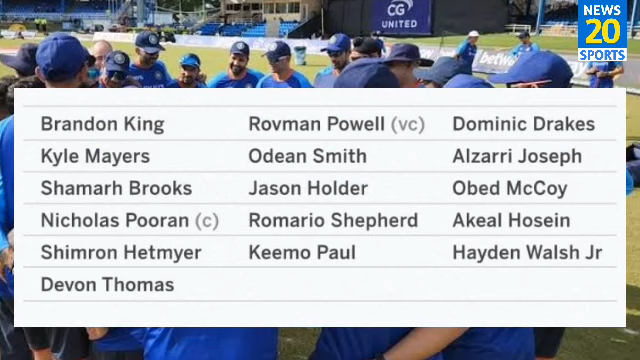 CG
UNITED
NEWS
20
SPORTS
Brandon King Rovman Powell (vc) Dominic Drakes
Kyle Mayers Odean Smith Alzarri Joseph
Shamarh Brooks Jason Holder Obed McCoy
Nicholas Pooran (c) Romario Shepherd Akeal Hosein
Shimron Hetmyer Keemo Paul Hayden Walsh Jr
Devon Thomas